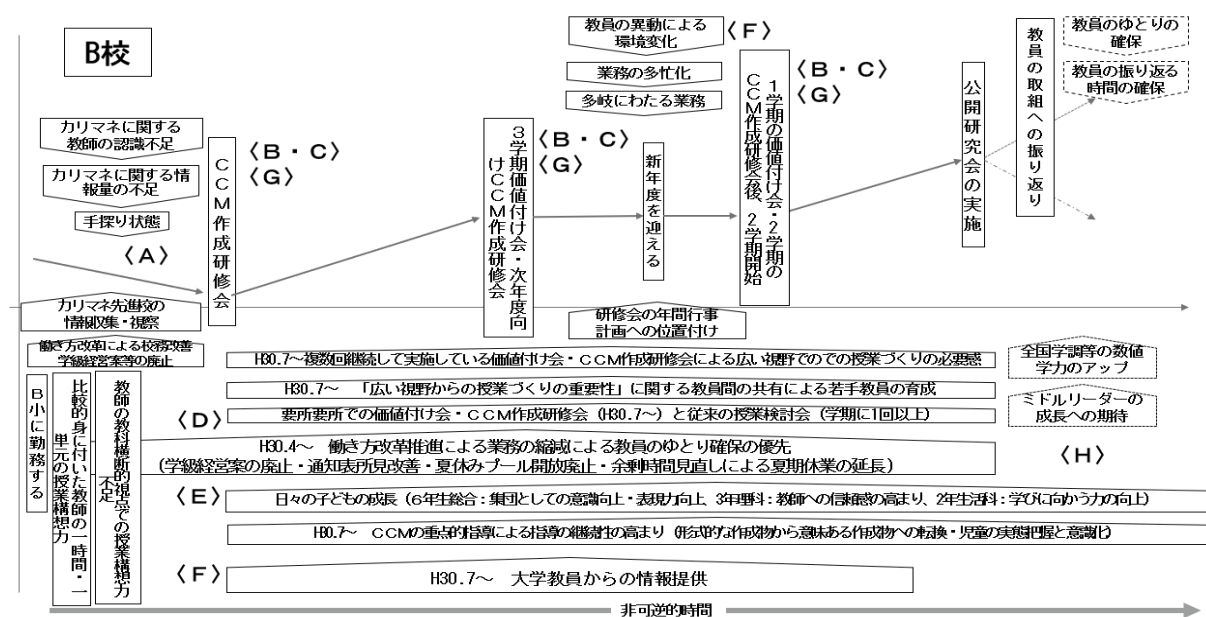 B校
カリマネに関する
教師の認識不足
カリマネに関する情
報量の不足
手探り状態
〈A〉
CCM作成研修会
〈B・C〉
〈G〉
3学期価値付け会・次年度向
けCCM作成研修会
〈B・C〉
〈G〉
教員の異動による
環境変化
〈F〉
業務の多忙化
多岐にわたる業務
新年度を迎える
1学期の価値付け会・2学期の
CCM作成研修会後、2学期開始
〈B・C〉
〈G〉
公開研究会の実施
教員の取組への振り返り
教員のゆとりの
確保
教員の振り返る
時間の確保
カリマネ先進校の
情報収集・視察
働き方改革による校務改善
学級経営案等の廃止
研修会の年間行事
計画への位置付け
B小に勤務する
比較的身に付いた教師の一時間・一
単元の授業構想力
教師の教科横断的視点での授業構想力
不足
H30.7～複数回継続して実施している価値付け会・CCM作成研修会による広い視野でのでの授業づくりの必要感
H30.7～ 「広い視野からの授業づくりの重要性」に関する教員間の共有による若手教員の育成
〈D〉
要所要所での価値付け会・CCM作成研修会（H30.7～）と従来の授業検討会（学期に1回以上）
H30.4～ 働き方改革推進による業務の縮減による教員のゆとり確保の優先
（学級経営案の廃止・通知表所見改善・夏休みプール開放廃止・余剰時間見直しによる夏期休業の延長）
全国学調等の数値
学力のアップ
ミドルリーダーの
成長への期待
〈H〉
〈E〉
日々の子どもの成長（6年生総合：集団としての意識向上・表現力向上、3年理科：教師への信頼感の高まり、2年生活科：学びに向かう力の向上）
H30.7～ CCMの重点的指導による指導の継続性の高まり（形式的な作成物から意味ある作成物への転換・児童の実態把握と意識化）
〈F〉
H30.7～ 大学教員からの情報提供
非可逆的時間